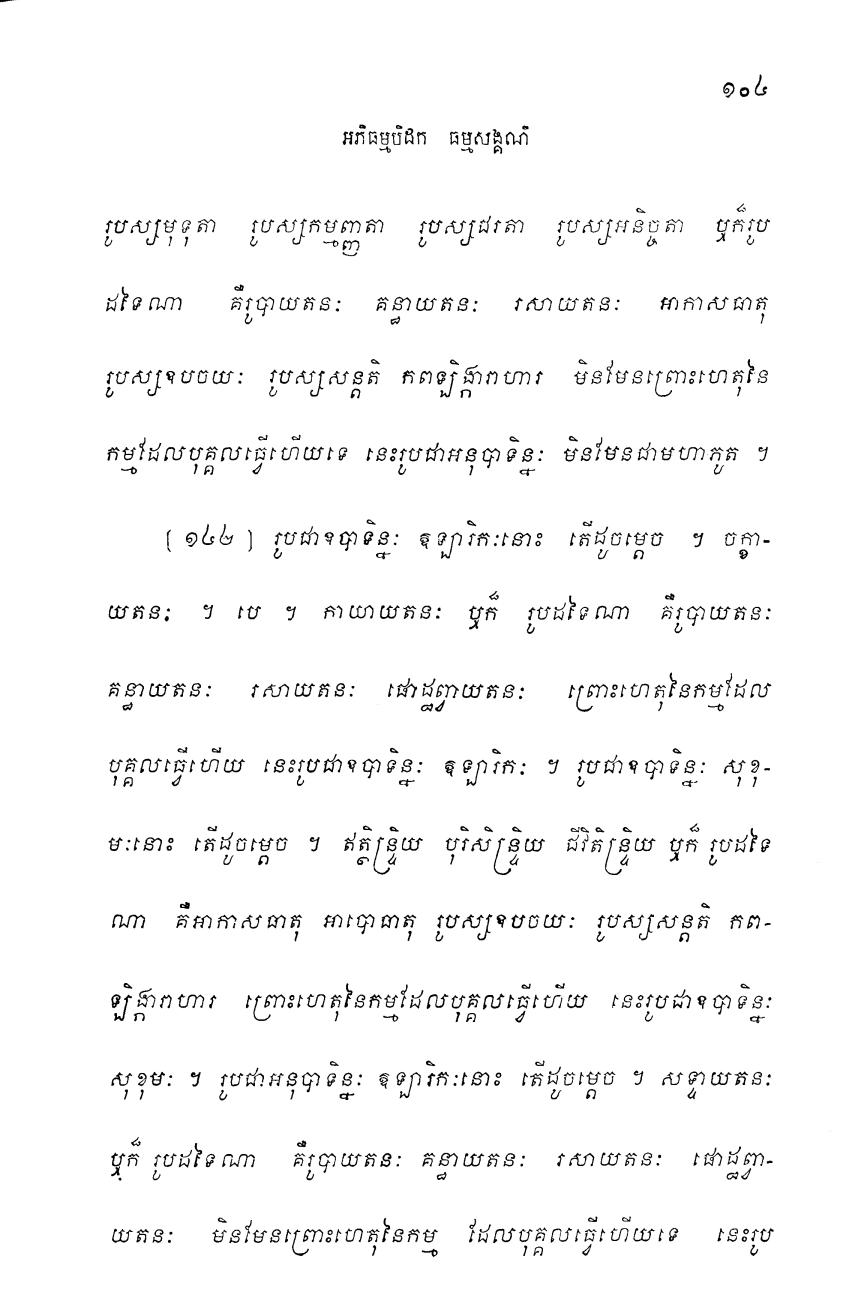 ១០៤
អភិធម្មបិដក ធម្មសង្គណី
រូបស្សមុទុតា រូបស្សកម្មញ្ញតា រូបស្សជរតា រូបស្សអនិច្ចតា ឬក៏រូប
ដទៃណា គឺរូបាយតនៈ គន្ធាយតនៈ រសាយតនៈ អាកាសធាតុ
រូបស្សឧបចយៈ រូបស្សសន្តតិ កពឡិង្ការាហារ មិនមែនព្រោះហេតុនៃ
កម្មដែលបុគ្គលធ្វើហើយទេ នេះរូបជាអនុបាទិន្នៈ មិនមែនជាមហាភូត ។
[ ១៤៤ ] រូបជាឧបាទិន្នៈ ឱឡារិកៈនោះ តើដូចម្តេច ។ ចក្ខា-
យតនៈ ។ បេ ។ កាយាយតនៈ ឬក៏ រូបដទៃណា គឺរូបាយតនៈ
គន្ធាយតនៈ រសាយតនៈ ផោដ្ឋព្វាយតនៈ ព្រោះហេតុនៃកម្មដែល
បុគ្គលធ្វើហើយ នេះរូបជាឧបាទិន្នៈ ឱឡារិកៈ ។ រូបជាឧបាទិន្នៈ សុខុ-
មៈនោះ តើដូចម្តេច ។ ឥត្ថិន្ទ្រិយ បុរិសិន្ទ្រិយ ជីវិតិន្ទ្រិយ ឬក៏ រូបដទៃ
ណា គឺអាកាសធាតុ អាបោធាតុ រូបស្សឧបចយៈ រូបស្សសន្តតិ កព-
ឡិង្ការាហារ ព្រោះហេតុនៃកម្មដែលបុគ្គលធ្វើហើយ នេះរូបជាឧបាទិន្នៈ
សុខុមៈ ។ រូបជាអនុបាទិន្នៈ ឱឡារិកៈនោះ តើដូចម្តេច ។ សទ្ទាយតនៈ
ឬក៏ រូបដទៃណា គឺរូបាយតនៈ គន្ធាយតនៈ រសាយតនៈ ផោដ្ឋព្វា-
យតនៈ មិនមែនព្រោះហេតុនៃកម្ម ដែលបុគ្គលធ្វើហើយទេ នេះរូប